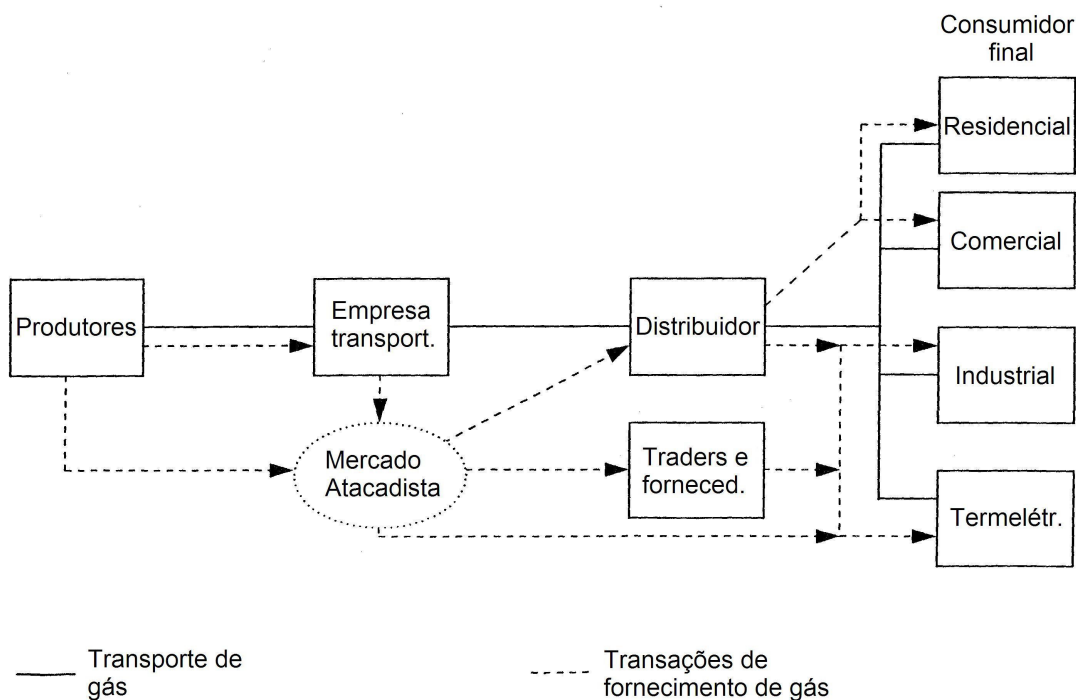 Consumidor
final
Residencial
Comercial
Produtores
Empresa
transport.
Distribuidor
Industrial
Mercado
Atacadista
Traders e
forneced.
Termelétr.
Transporte de
gás
Transações de
fornecimento de gás